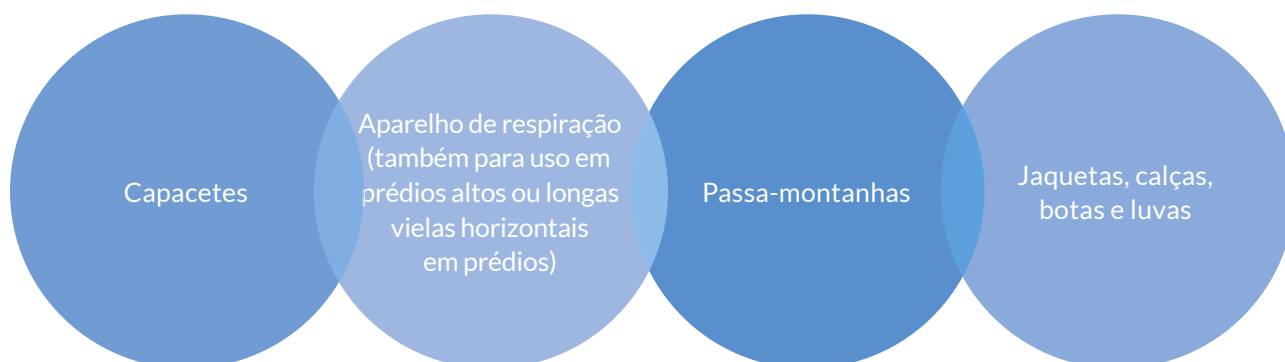 Capacetes
Aparelho de respiração
(também para uso em
prédios altos ou longas
vielas horizontais
em prédios)
Passa-montanhas
Jaquetas, calças,
botas e luvas